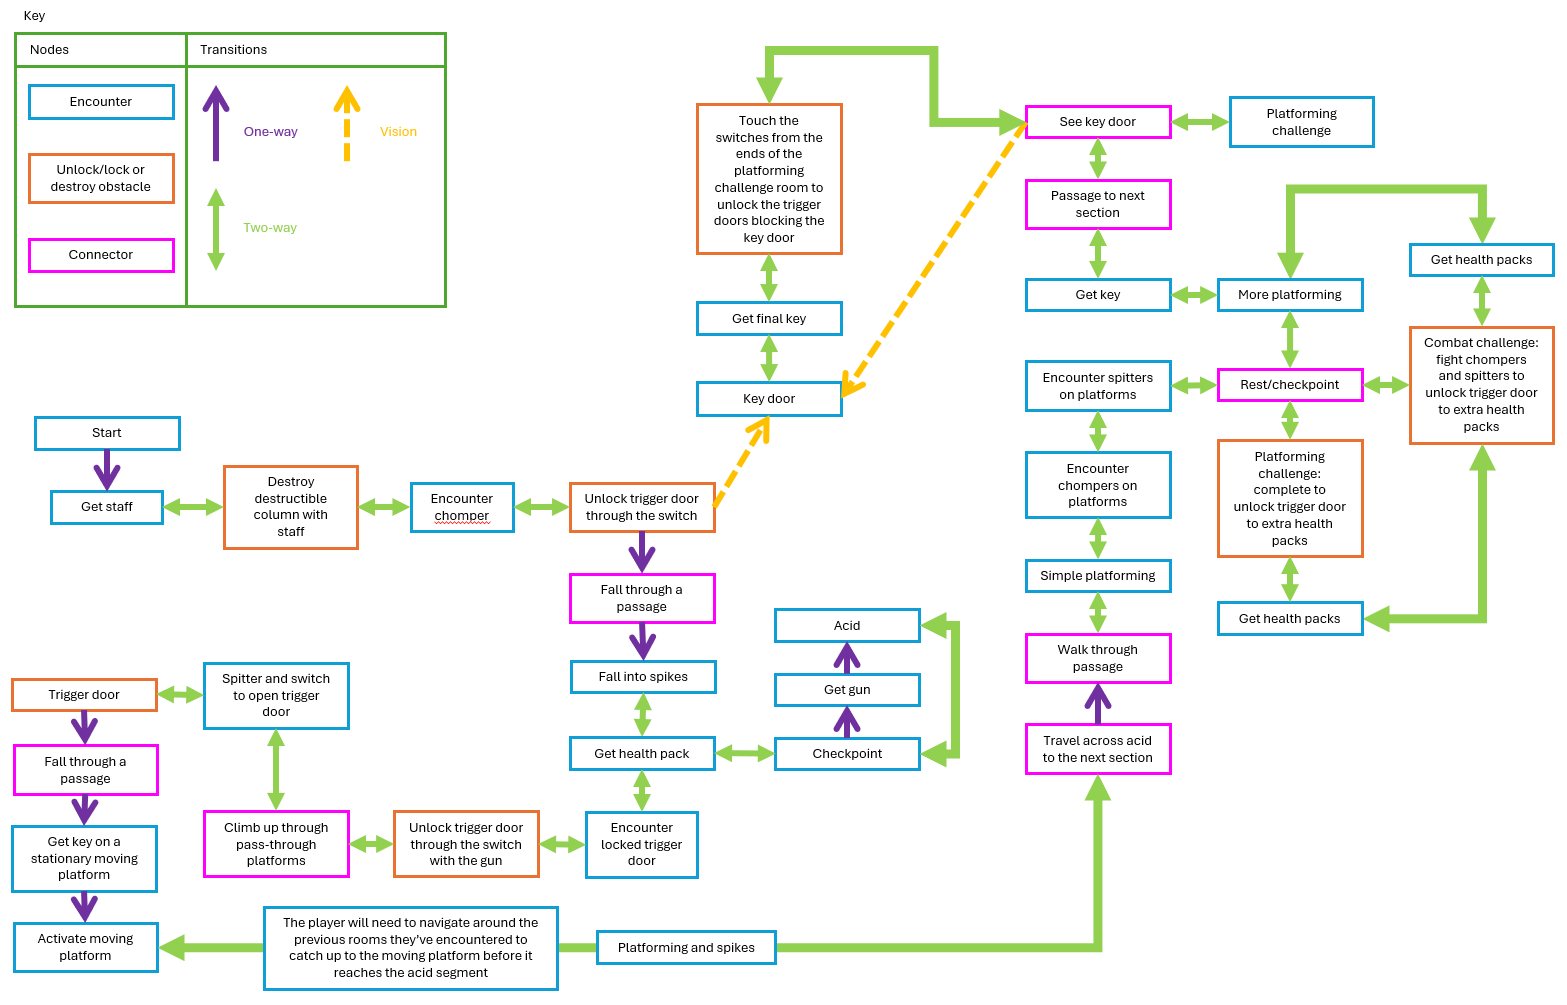 Key
Nodes
Transitions
Encounter
One-way
Vision
Unlock/lock or
destroy obstacle
Two-way
Connector
Touch the
switches from the
ends of the
platforming
challenge room to
unlock the trigger
doors blocking the
key door
Get final key
Key door
See key door
Platforming
challenge
Passage to next
section
Get key
More platforming
Get health packs
Encounter spitters
on platforms
Rest/checkpoint
Combat challenge:
fight chompers
and spitters to
unlock trigger door
to extra health
packs
Encounter
chompers on
platforms
Platforming
challenge:
complete to
unlock trigger door
to extra health
packs
Simple platforming
Get health packs
Walk through
passage
Travel across acid
to the next section
Start
Get staff
Destroy
destructible
column with
staff
Encounter
chomper
Unlock trigger door
through the switch
Fall through a
passage
Fall into spikes
Get health pack
Acid
Get gun
Checkpoint
Encounter
locked trigger
door
Unlock trigger door
through the switch
with the gun
Climb up through
pass-through
platforms
Spitter and switch
to open trigger
door
Trigger door
Fall through a
passage
Get key on a
stationary moving
platform
Activate moving
platform
The player will need to navigate around the
previous rooms they've encountered to
catch up to the moving platform before it
reaches the acid segment
Platforming and spikes